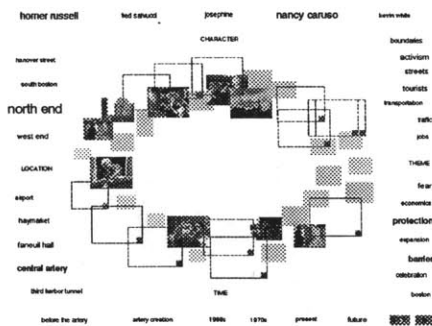 homer russell
fred salvucci
josephine
nancy caruso
kevin white
CHARACTER
hanover street
south boston
north end
west end
LOCATION
airport
haymarket
faneuil hall
central artery
third harbor tunnel
boundaries
activism
streets
tourists
transportation
traffic
jobs
THEME
fear
economics
protection
expansion
barrier
celebration
boston
TIME
before the artery
artery creation
1960s
1970s
present
future